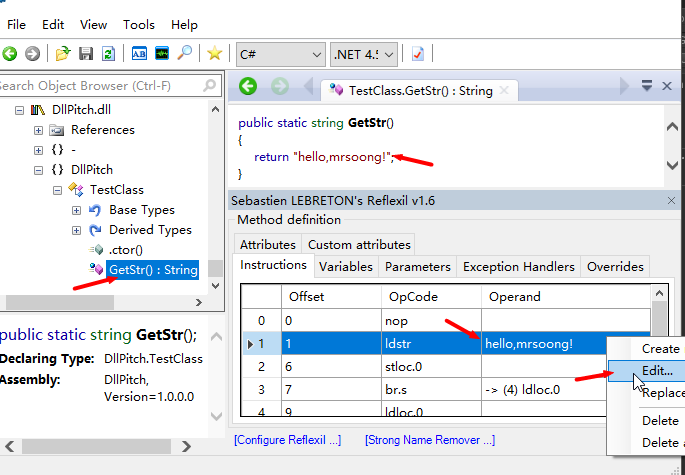 File Edit View Tools Help
C# .NET 4.5
Search Object Browser (Ctrl-F)
DllPitch.dll
References
{ } -
{ } DllPitch
TestClass
Base Types
Derived Types
.ctor()
GetStr() : String
public static string GetStr();
Declaring Type: DllPitch.TestClass
Assembly: DllPitch,
Version=1.0.0.0
TestClass.GetStr() : String
public static string GetStr()
{
return "hello,mrsoong!";
}
Sebastien LEBRETON's Reflexil v1.6
Method definition
Attributes Custom attributes
Instructions Variables Parameters Exception Handlers Overrides
Offset OpCode Operand
0 0 nop
1 1 ldstr hello,mrsoong!
2 6 stloc.0
3 7 br.s -> (4) ldloc.0
4 9 ldloc.0
Create
Edit...
Replace
Delete
Delete a
[Configure Reflexil ...] [Strong Name Remover ...]